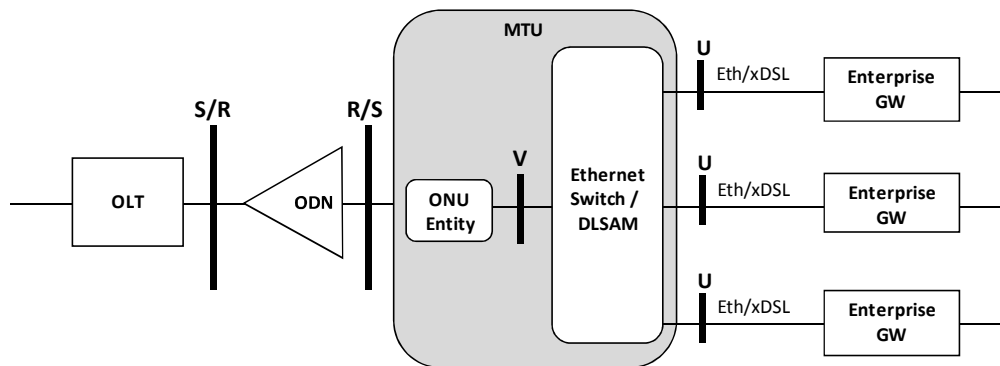 MTU
U
Eth/xDSL
Enterprise
GW
S/R
R/S
V
U
Eth/xDSL
Enterprise
GW
OLT
ODN
ONU
Entity
Ethernet
Switch /
DLSAM
U
Eth/xDSL
Enterprise
GW